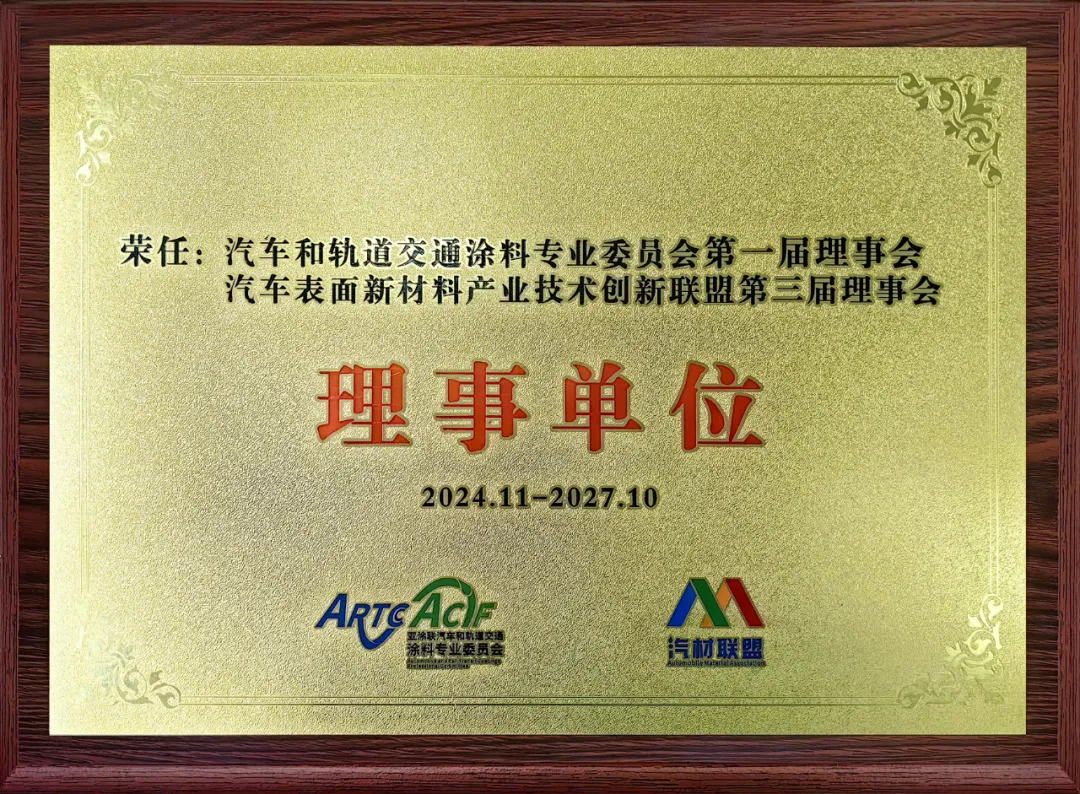 荣任：汽车和轨道交通涂料专业委员会第一届理事会
汽车表面新材料产业技术创新联盟第三届理事会
理事单位
2024.11-2027.10
ARTC ACIF
亚涂联汽车和轨道交通
涂料专业委员会
汽材联盟
Automobile Material Association